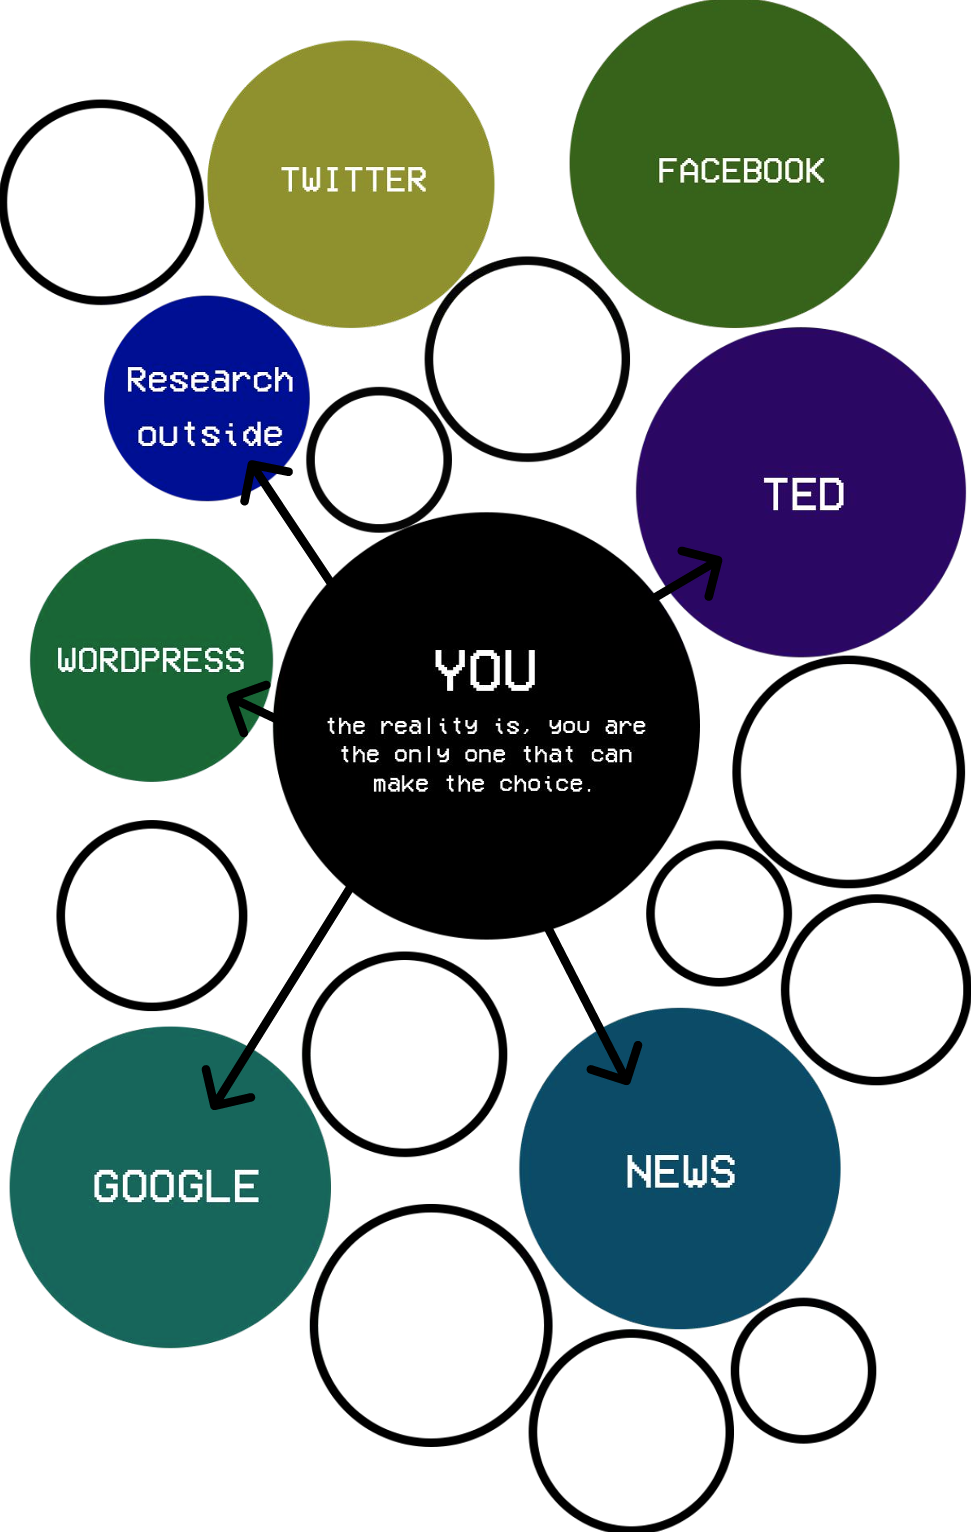 TWITTER
FACEBOOK
Research
outside
TED
WORDPRESS
YOU
the reality is, you are
the only one that can
make the choice.
GOOGLE
NEWS